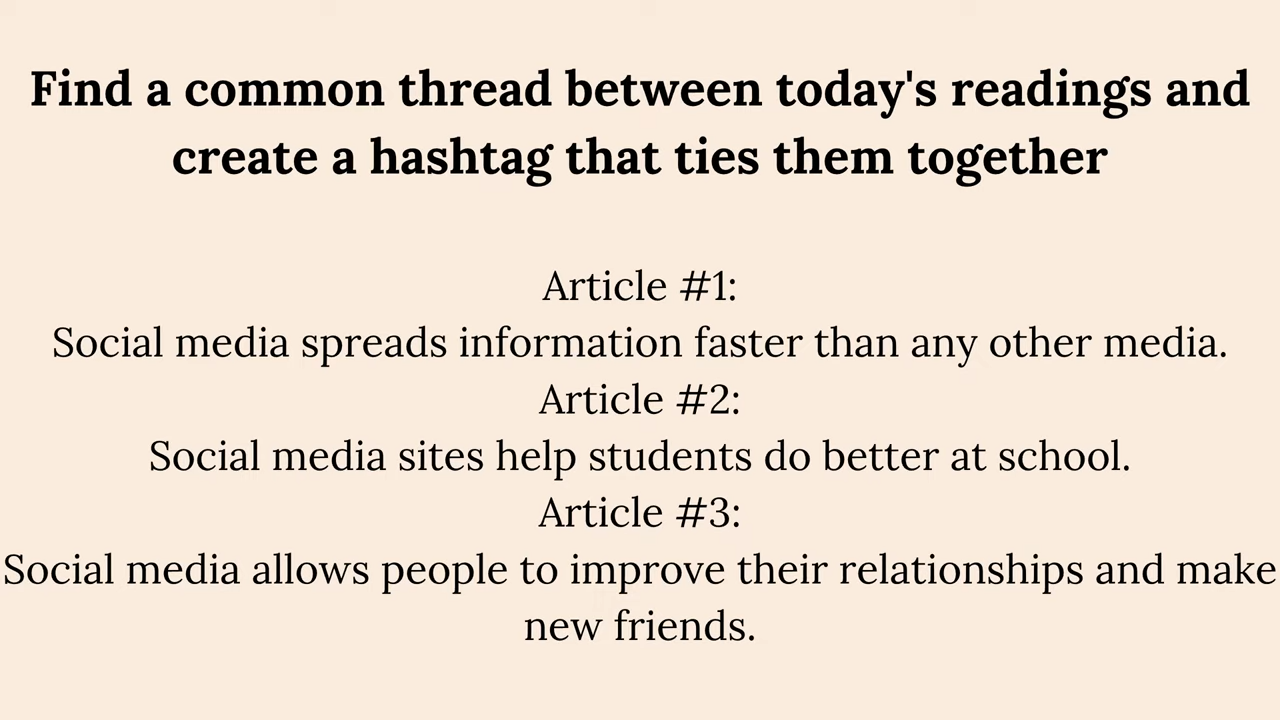 Find a common thread between today's readings and
create a hashtag that ties them together
Article #1:
Social media spreads information faster than any other media.
Article #2:
Social media sites help students do better at school.
Article #3:
Social media allows people to improve their relationships and make
new friends.